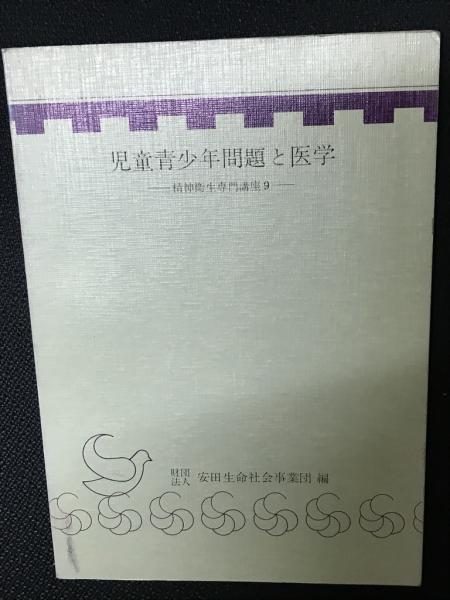 児童青少年問題と医学
──精神衛生専門講座9──
財団法人 安田生命社会事業団 編